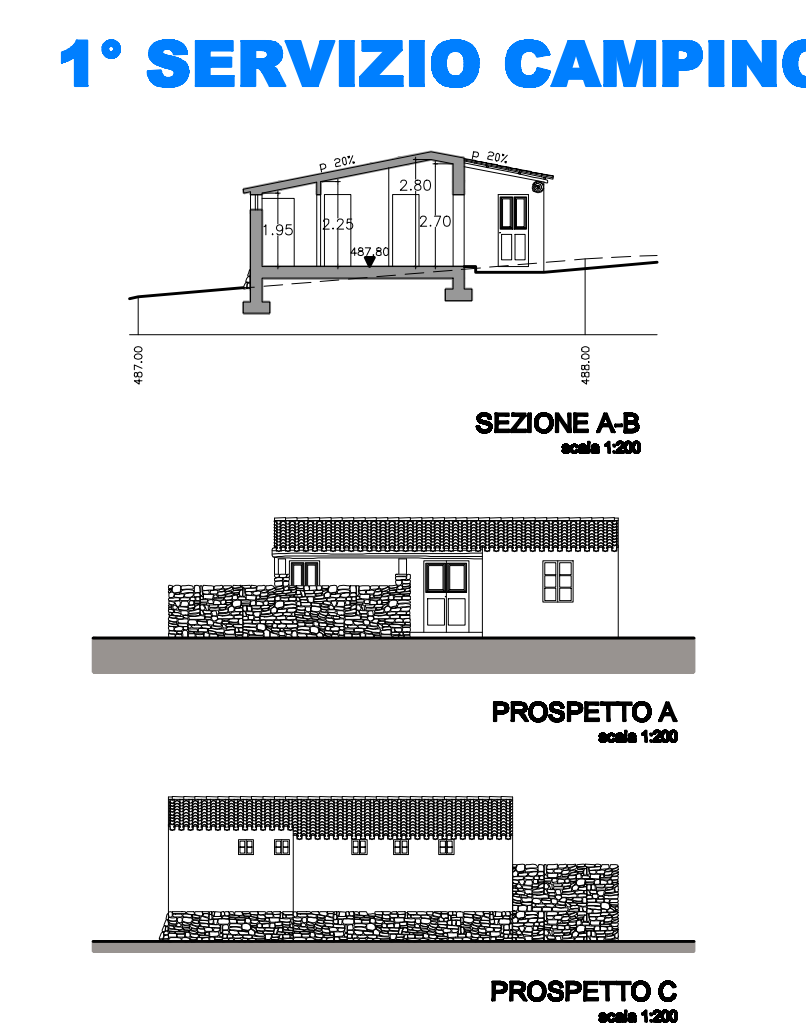 1° SERVIZIO CAMPING
P 20%
P 20%
2.80
1.95
2.25
2.70
487.80
487.00
488.00
SEZIONE A-B
scala 1:200
PROSPETTO A
scala 1:200
PROSPETTO C
scala 1:200